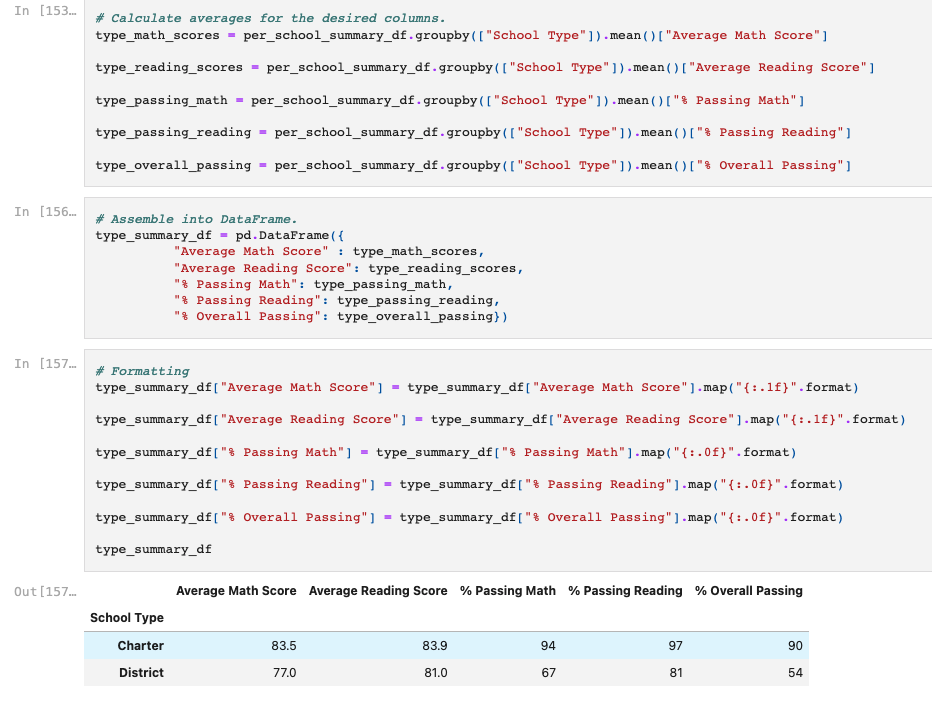 In [153…
# Calculate averages for the desired columns.
type_math_scores = per_school_summary_df.groupby(["School Type"]).mean()["Average Math Score"]
type_reading_scores = per_school_summary_df.groupby(["School Type"]).mean()["Average Reading Score"]
type_passing_math = per_school_summary_df.groupby(["School Type"]).mean()["% Passing Math"]
type_passing_reading = per_school_summary_df.groupby(["School Type"]).mean()["% Passing Reading"]
type_overall_passing = per_school_summary_df.groupby(["School Type"]).mean()["% Overall Passing"]
In [156…
# Assemble into DataFrame.
type_summary_df = pd.DataFrame({
"Average Math Score" : type_math_scores,
"Average Reading Score": type_reading_scores,
"% Passing Math": type_passing_math,
"% Passing Reading": type_passing_reading,
"% Overall Passing": type_overall_passing})
In [157…
# Formatting
type_summary_df["Average Math Score"] = type_summary_df["Average Math Score"].map("{:.1f}".format)
type_summary_df["Average Reading Score"] = type_summary_df["Average Reading Score"].map("{:.1f}".format)
type_summary_df["% Passing Math"] = type_summary_df["% Passing Math"].map("{:.0f}".format)
type_summary_df["% Passing Reading"] = type_summary_df["% Passing Reading"].map("{:.0f}".format)
type_summary_df["% Overall Passing"] = type_summary_df["% Overall Passing"].map("{:.0f}".format)
type_summary_df
Out[157…
Average Math Score Average Reading Score % Passing Math % Passing Reading % Overall Passing
School Type
Charter 83.5 83.9 94 97 90
District 77.0 81.0 67 81 54